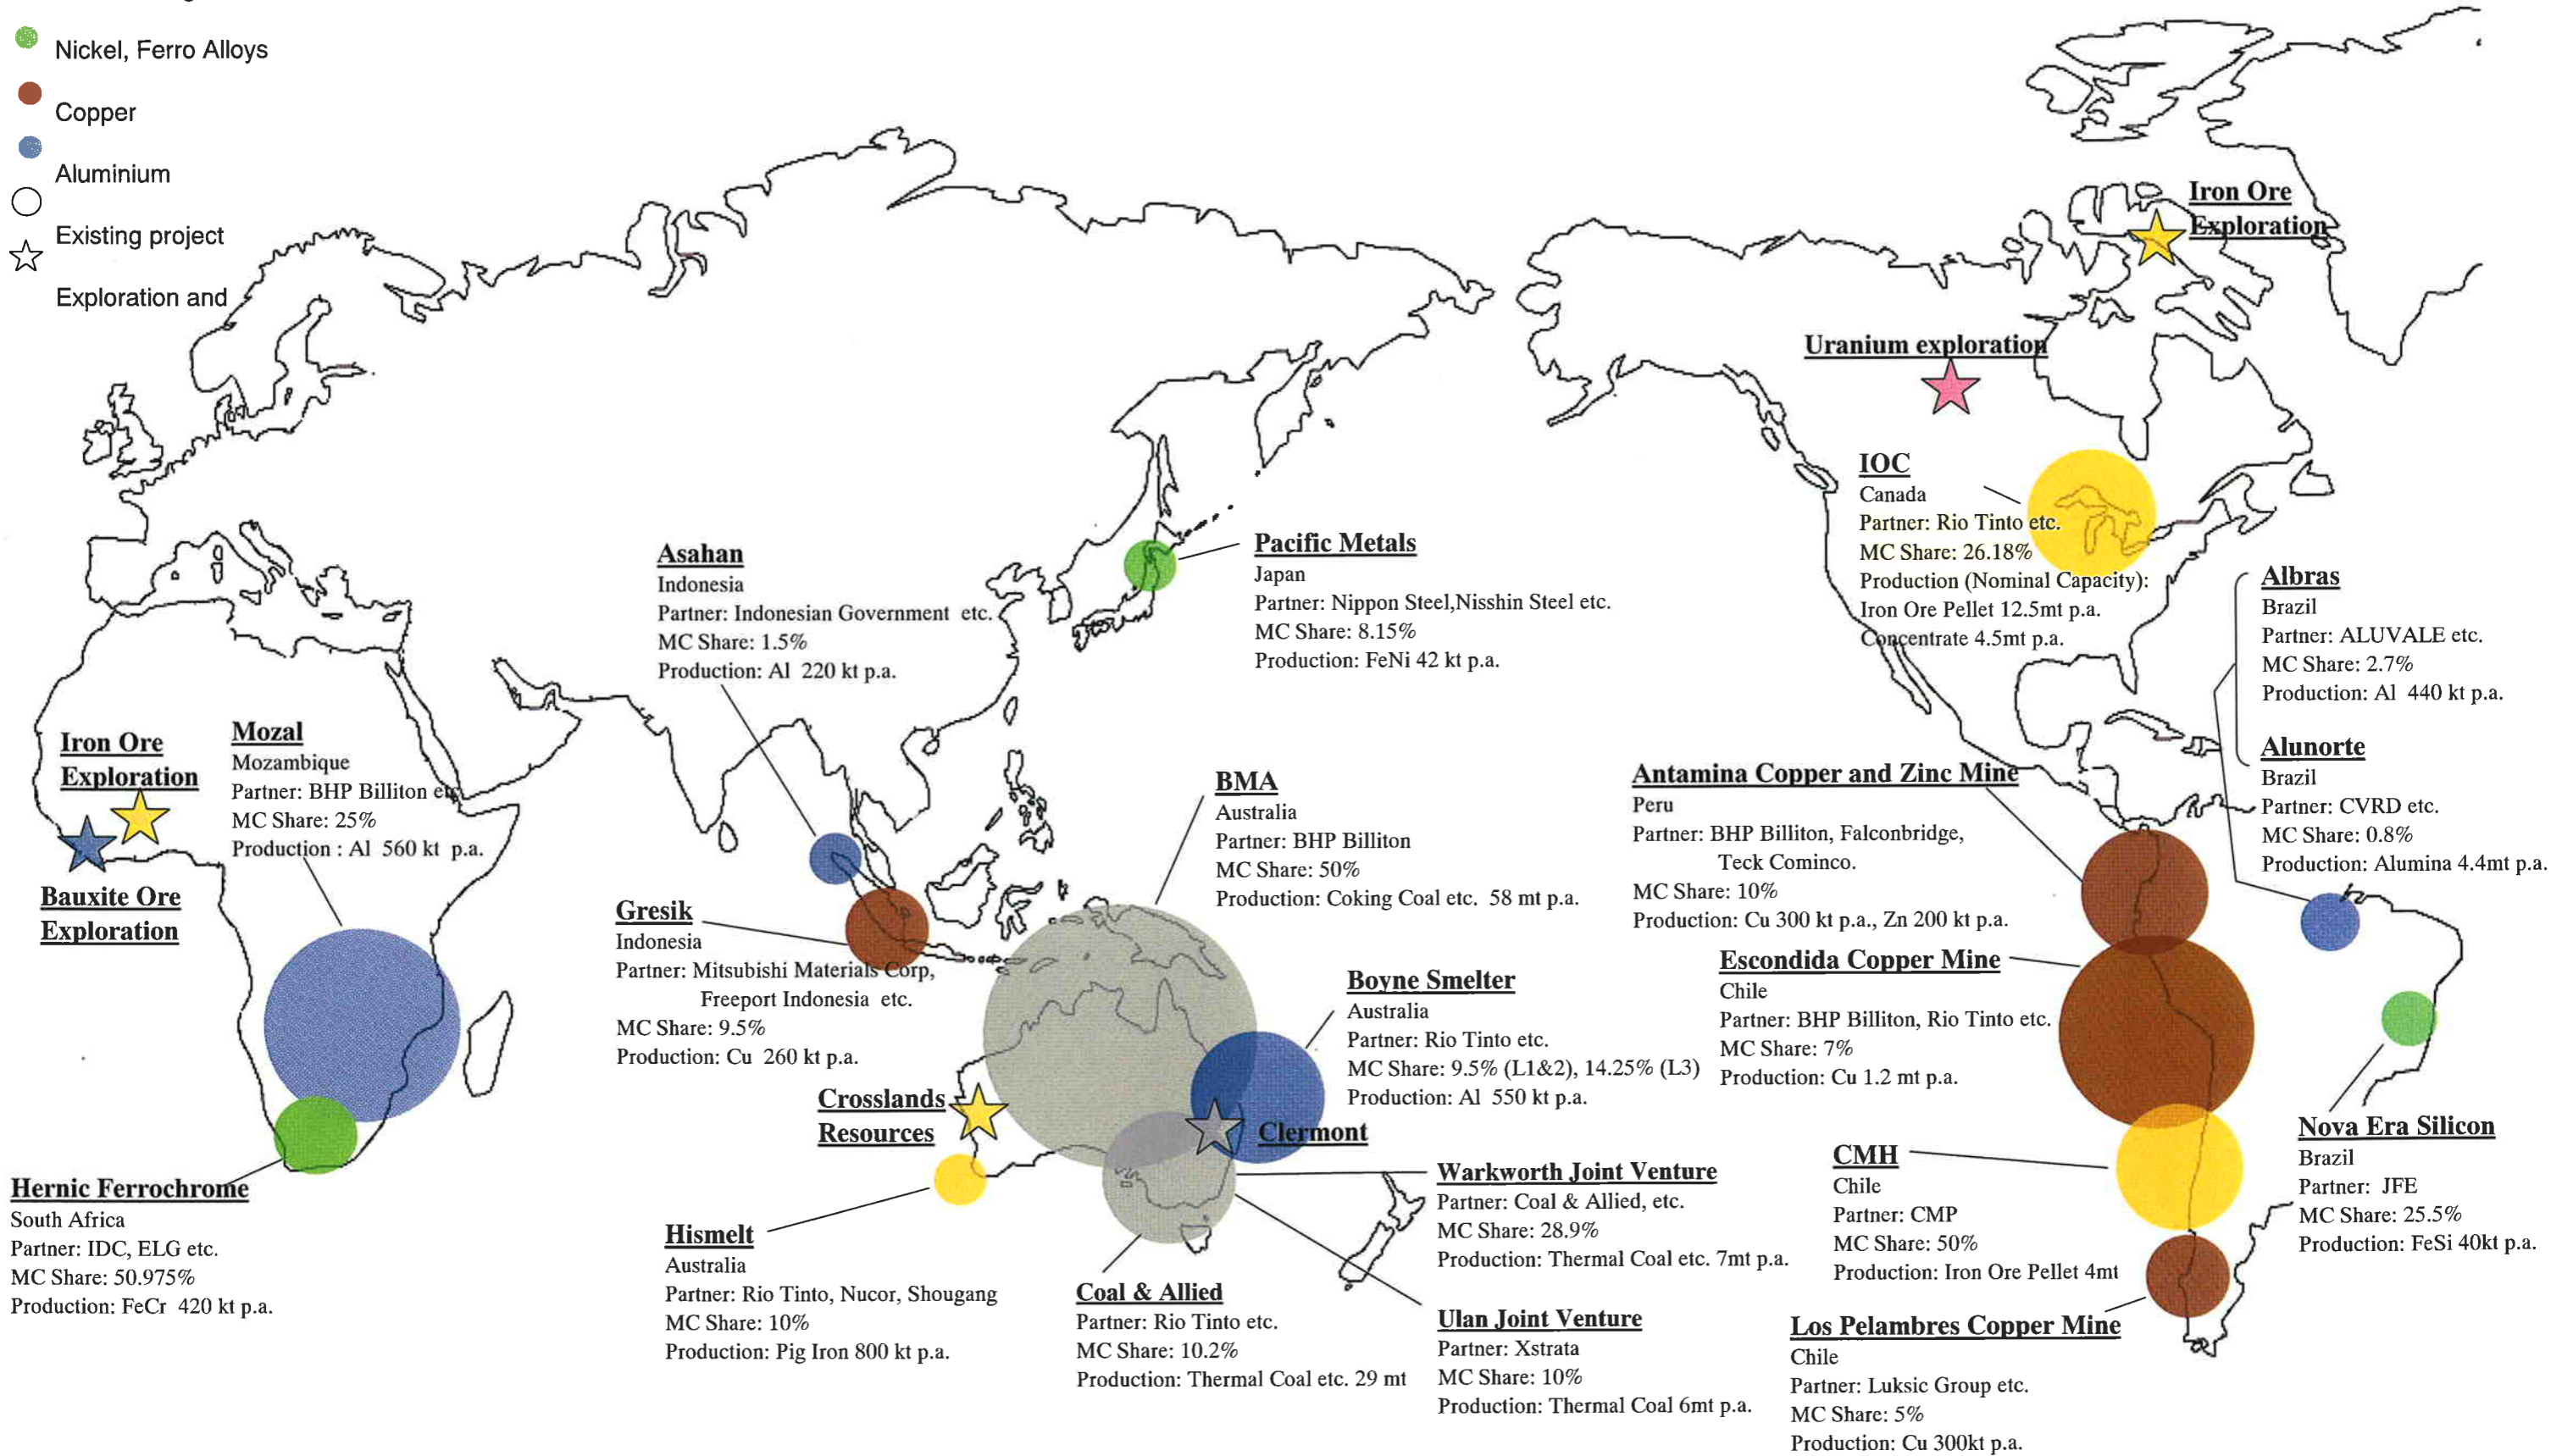 Nickel, Ferro Alloys
Copper
Aluminium
Existing project
Exploration and
Iron Ore
Exploration
Uranium exploration
IOC
Canada
Partner: Rio Tinto etc.
MC Share: 26.18%
Production (Nominal Capacity):
Iron Ore Pellet 12.5mt p.a.
Concentrate 4.5mt p.a.
Asahan
Indonesia
Partner: Indonesian Government etc.
MC Share: 1.5%
Production: Al 220 kt p.a.
Pacific Metals
Japan
Partner: Nippon Steel,Nisshin Steel etc.
MC Share: 8.15%
Production: FeNi 42 kt p.a.
Albras
Brazil
Partner: ALUVALE etc.
MC Share: 2.7%
Production: Al 440 kt p.a.
Alunorte
Brazil
Partner: CVRD etc.
MC Share: 0.8%
Production: Alumina 4.4mt p.a.
Iron Ore
Exploration
Bauxite Ore
Exploration
Mozal
Mozambique
Partner: BHP Billiton etc
MC Share: 25%
Production : Al 560 kt p.a.
BMA
Australia
Partner: BHP Billiton
MC Share: 50%
Production: Coking Coal etc. 58 mt p.a.
Antamina Copper and Zinc Mine
Peru
Partner: BHP Billiton, Falconbridge,
Teck Cominco.
MC Share: 10%
Production: Cu 300 kt p.a., Zn 200 kt p.a.
Gresik
Indonesia
Partner: Mitsubishi Materials Corp,
Freeport Indonesia etc.
MC Share: 9.5%
Production: Cu 260 kt p.a.
Escondida Copper Mine
Chile
Partner: BHP Billiton, Rio Tinto etc.
MC Share: 7%
Production: Cu 1.2 mt p.a.
Boyne Smelter
Australia
Partner: Rio Tinto etc.
MC Share: 9.5% (L1&2), 14.25% (L3)
Production: Al 550 kt p.a.
Crosslands
Resources
Clermont
Hernic Ferrochrome
South Africa
Partner: IDC, ELG etc.
MC Share: 50.975%
Production: FeCr 420 kt p.a.
Hismelt
Australia
Partner: Rio Tinto, Nucor, Shougang
MC Share: 10%
Production: Pig Iron 800 kt p.a.
Coal & Allied
Partner: Rio Tinto etc.
MC Share: 10.2%
Production: Thermal Coal etc. 29 mt
Warkworth Joint Venture
Partner: Coal & Allied, etc.
MC Share: 28.9%
Production: Thermal Coal etc. 7mt p.a.
Ulan Joint Venture
Partner: Xstrata
MC Share: 10%
Production: Thermal Coal 6mt p.a.
CMH
Chile
Partner: CMP
MC Share: 50%
Production: Iron Ore Pellet 4mt
Nova Era Silicon
Brazil
Partner: JFE
MC Share: 25.5%
Production: FeSi 40kt p.a.
Los Pelambres Copper Mine
Chile
Partner: Luksic Group etc.
MC Share: 5%
Production: Cu 300kt p.a.